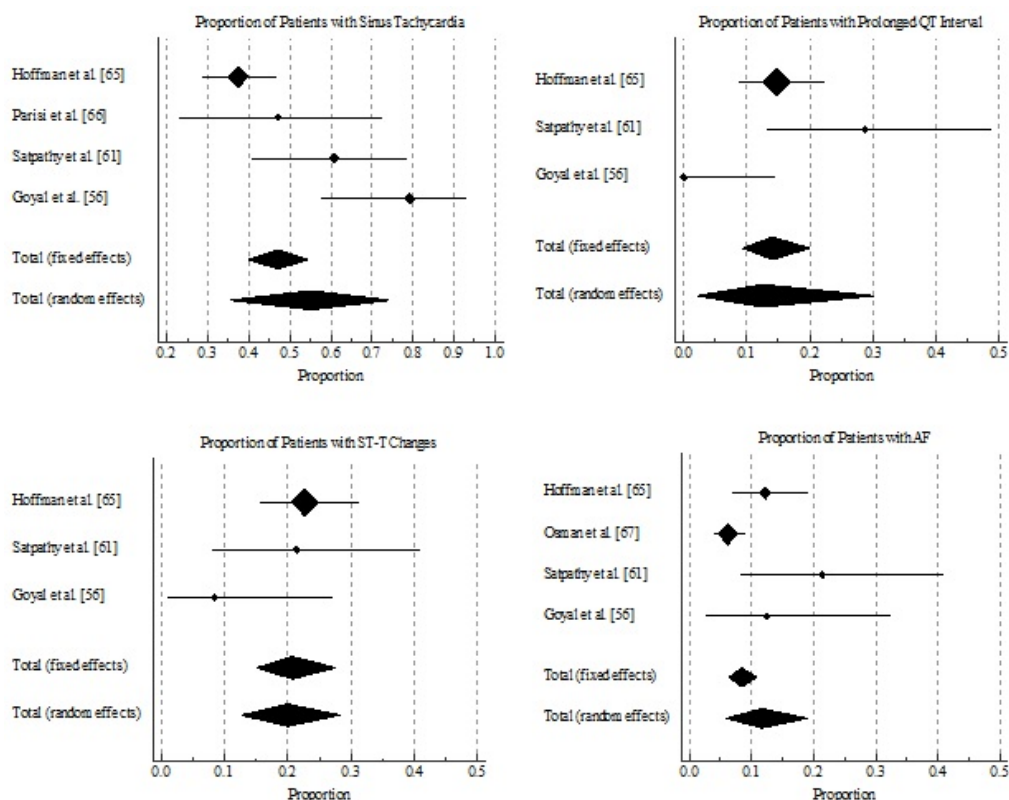 Proportion of Patients with Sinus Tachycardia
Hoffman et al. [65]
Parisi et al. [66]
Satpathy et al. [61]
Goyal et al. [56]
Total (fixed effects)
Total (random effects)
0.2 0.3 0.4 0.5 0.6 0.7 0.8 0.9 1.0
Proportion
Proportion of Patients with Prolonged QT Interval
Hoffman et al. [65]
Satpathy et al. [61]
Goyal et al. [56]
Total (fixed effects)
Total (random effects)
0.0 0.1 0.2 0.3 0.4 0.5
Proportion
Proportion of Patients with ST-T Changes
Hoffman et al. [65]
Satpathy et al. [61]
Goyal et al. [56]
Total (fixed effects)
Total (random effects)
0.0 0.1 0.2 0.3 0.4 0.5
Proportion
Proportion of Patients with AF
Hoffman et al. [65]
Osman et al. [67]
Satpathy et al. [61]
Goyal et al. [56]
Total (fixed effects)
Total (random effects)
0.0 0.1 0.2 0.3 0.4 0.5
Proportion